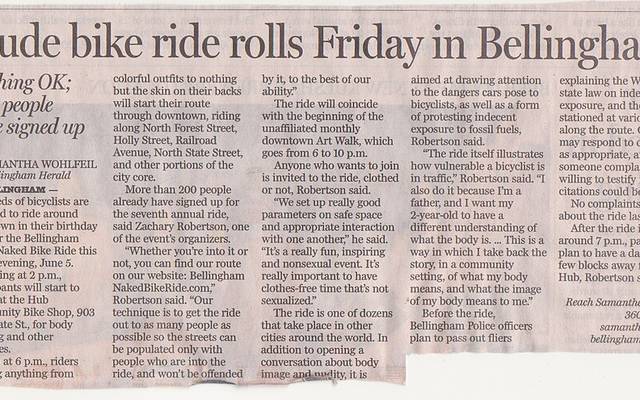 ude bike ride rolls Friday in Bellingha
hing OK;
people
e signed up
MANTHA WOHLFEIL
lingham Herald
LINGHAM —
eds of bicyclists are
d to ride around
own in their birthday
r the Bellingham
Naked Bike Ride this
evening, June 5.
ing at 2 p.m.,
pants will start to
at the Hub
unity Bike Shop, 903
ate St., for body
g and other
es.
at 6 p.m., riders
g anything from
colorful outfits to nothing
but the skin on their backs
will start their route
through downtown, riding
along North Forest Street,
Holly Street, Railroad
Avenue, North State Street,
and other portions of the
city core.
More than 200 people
already have signed up for
the seventh annual ride,
said Zachary Robertson, one
of the event's organizers.
"Whether you're into it or
not, you can find our route
on our website: Bellingham
NakedBikeRide.com,"
Robertson said. "Our
technique is to get the ride
out to as many people as
possible so the streets can
be populated only with
people who are into the
ride, and won't be offended
by it, to the best of our
ability."
The ride will coincide
with the beginning of the
unaffiliated monthly
downtown Art Walk, which
goes from 6 to 10 p.m.
Anyone who wants to join
is invited to the ride, clothed
or not, Robertson said.
"We set up really good
parameters on safe space
and appropriate interaction
with one another," he said.
"It's a really fun, inspiring
and nonsexual event. It's
really important to have
clothes-free time that's not
sexualized."
The ride is one of dozens
that take place in other
cities around the world. In
addition to opening a
conversation about body
image and nudity, it is
aimed at drawing attention
to the dangers cars pose to
bicyclists, as well as a form
of protesting indecent
exposure to fossil fuels,
Robertson said.
"The ride itself illustrates
how vulnerable a bicyclist is
in traffic," Robertson said. "I
also do it because I'm a
father, and I want my
2-year-old to have a
different understanding of
what the body is. ... This is a
way in which I take back the
story, in a community
setting, of what my body
means, and what the image
of my body means to me."
Before the ride,
Bellingham Police officers
plan to pass out fliers
explaining the W
state law on inde
exposure, and th
stationed at vario
along the route. O
may respond to c
as appropriate, a
someone complai
willing to testify
citations could be
No complaints
about the ride la
After the ride i
around 7 p.m., pa
plan to have a da
few blocks away
Hub, Robertson s
Reach Samantha
360
samanth
bellingham